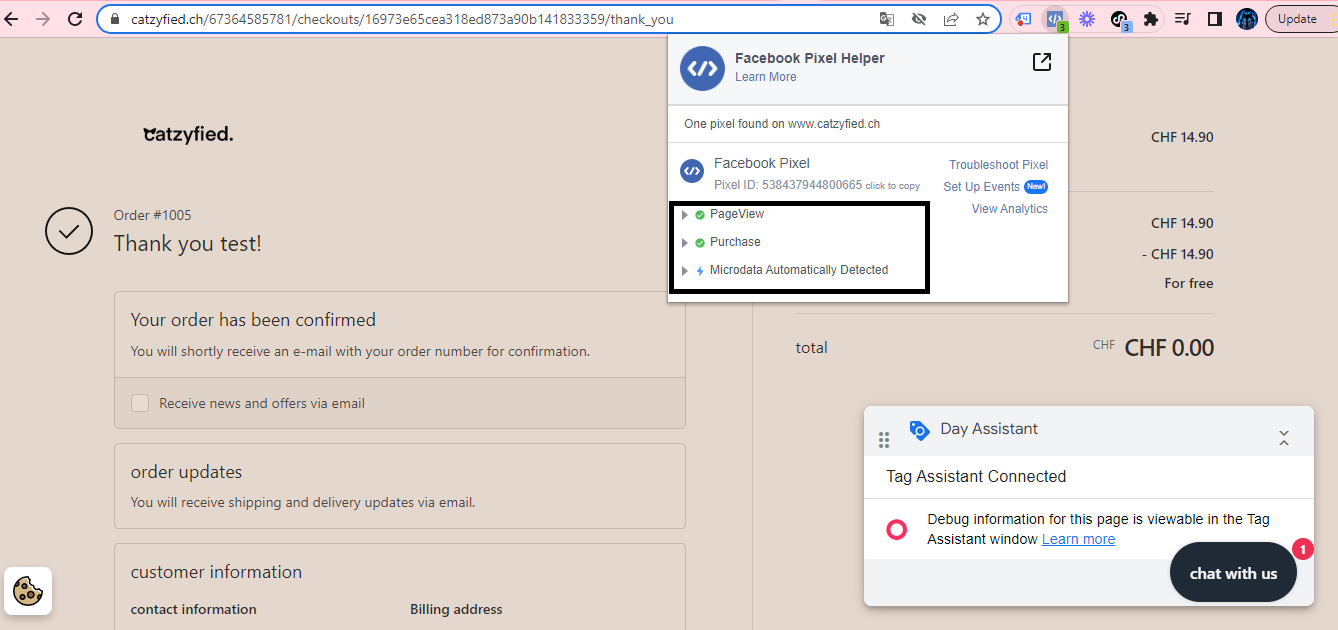 catzyfied.ch/67364585781/checkouts/16973e65cea318ed873a90b141833359/thank_you
3
3
Update
Facebook Pixel Helper
Learn More
One pixel found on www.catzyfied.ch
Facebook Pixel
Troubleshoot Pixel
Pixel ID: 538437944800665 click to copy
Set Up Events New!
View Analytics
PageView
Purchase
Microdata Automatically Detected
catzyfied.
Order #1005
Thank you test!
Your order has been confirmed
You will shortly receive an e-mail with your order number for confirmation.
Receive news and offers via email
order updates
You will receive shipping and delivery updates via email.
customer information
contact information
Billing address
CHF 14.90
CHF 14.90
- CHF 14.90
For free
total
CHF CHF 0.00
Day Assistant
Tag Assistant Connected
Debug information for this page is viewable in the Tag
Assistant window Learn more
1
chat with us